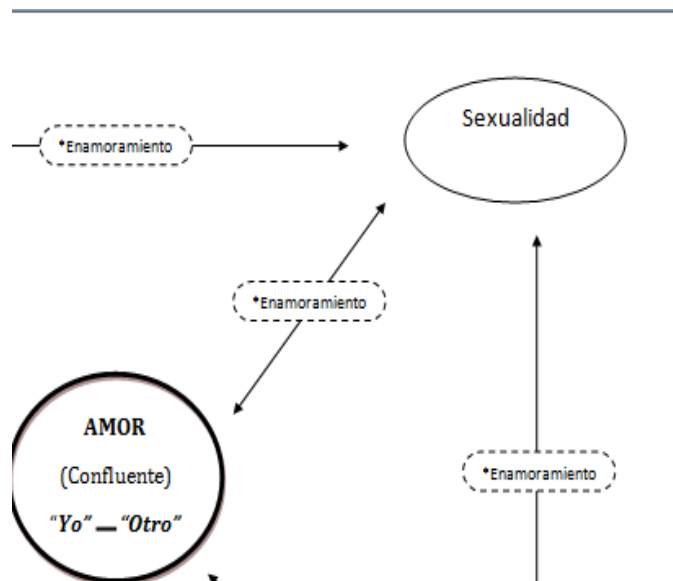 Sexualidad
*Enamoramiento
*Enamoramiento
AMOR
(Confluente)
“Yo” – “Otro”
*Enamoramiento